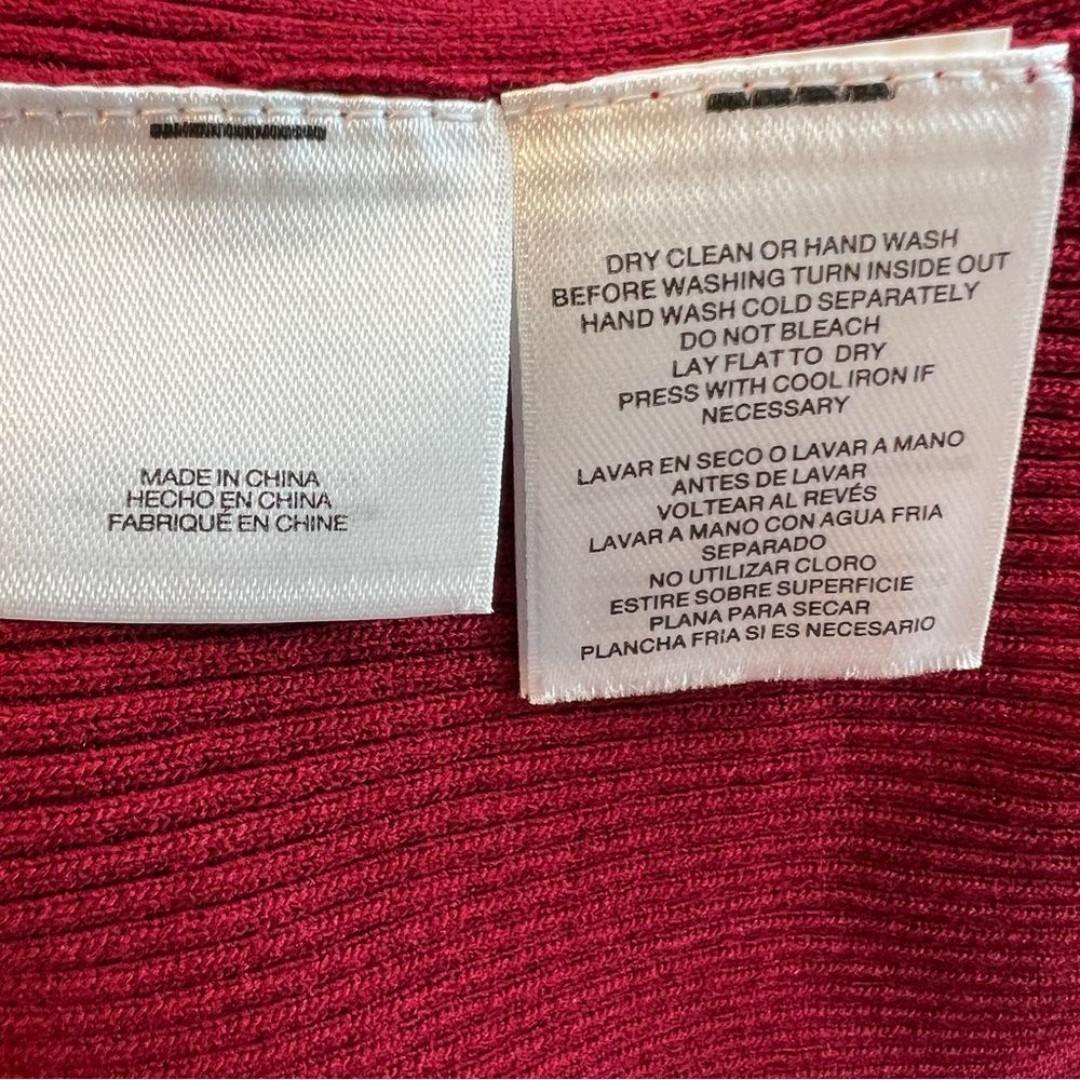 MADE IN CHINA
HECHO EN CHINA
FABRIQUÉ EN CHINE
DRY CLEAN OR HAND WASH
BEFORE WASHING TURN INSIDE OUT
HAND WASH COLD SEPARATELY
DO NOT BLEACH
LAY FLAT TO DRY
PRESS WITH COOL IRON IF
NECESSARY
LAVAR EN SECO O LAVAR A MANO
ANTES DE LAVAR
VOLTEAR AL REVÉS
LAVAR A MANO CON AGUA FRIA
SEPARADO
NO UTILIZAR CLORO
ESTIRE SOBRE SUPERFICIE
PLANA PARA SECAR
PLANCHA FRIA SI ES NECESARIO